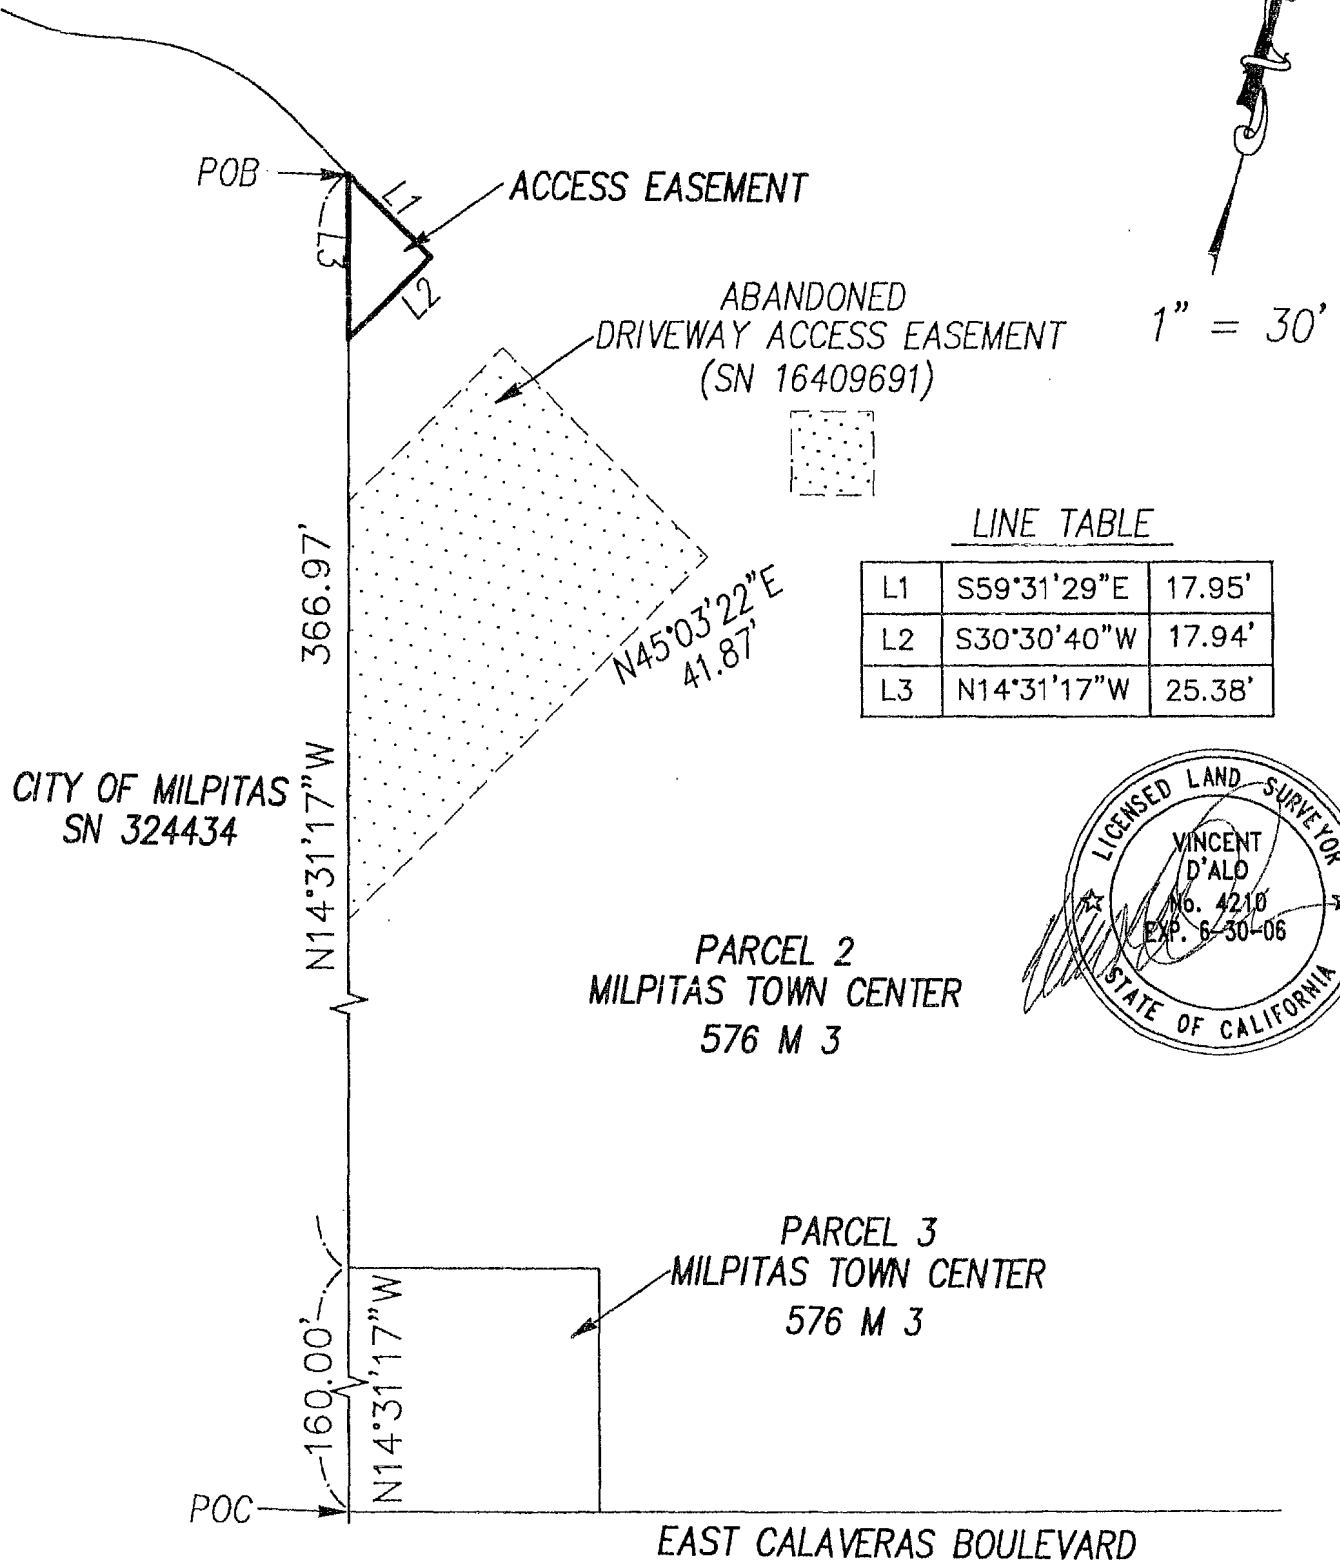 POB
L1
ACCESS EASEMENT
L3
L2
ABANDONED
DRIVEWAY ACCESS EASEMENT
(SN 16409691)
1" = 30'
366.97'
N14°31'17"W
N45°03'22"E
41.87'
LINE TABLE
L1 S59°31'29"E 17.95'
L2 S30°30'40"W 17.94'
L3 N14°31'17"W 25.38'
CITY OF MILPITAS
SN 324434
LICENSED LAND SURVEYOR
VINCENT
D'ALO
No. 4210
EXP. 6-30-06
STATE OF CALIFORNIA
PARCEL 2
MILPITAS TOWN CENTER
576 M 3
PARCEL 3
MILPITAS TOWN CENTER
576 M 3
160.00'
N14°31'17"W
POC
EAST CALAVERAS BOULEVARD